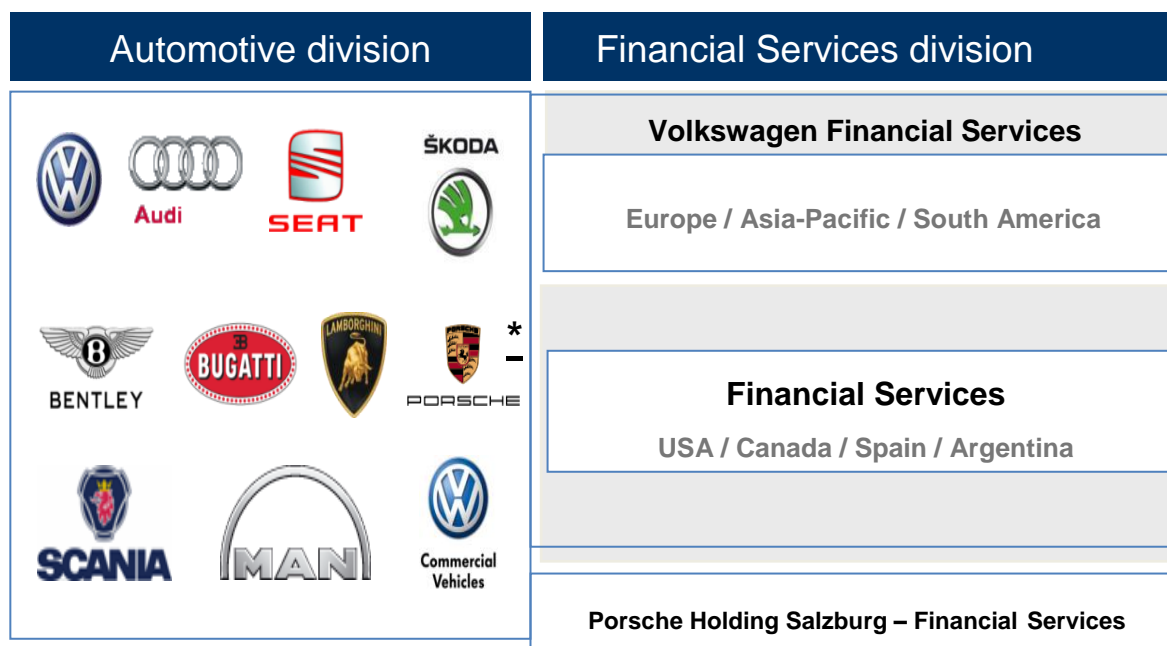 Automotive division
Financial Services division
Audi
SEAT
ŠKODA
BENTLEY
BUGATTI
LAMBORGHINI
PORSCHE
PORSCHE
*
SCANIA
MAN
Commercial
Vehicles
Volkswagen Financial Services
Europe / Asia-Pacific / South America
Financial Services
USA / Canada / Spain / Argentina
Porsche Holding Salzburg – Financial Services